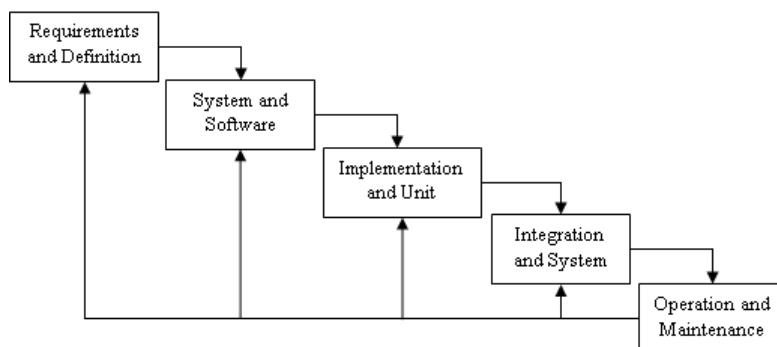 Requirements
and Definition
System and
Software
Implementation
and Unit
Integration
and System
Operation and
Maintenance